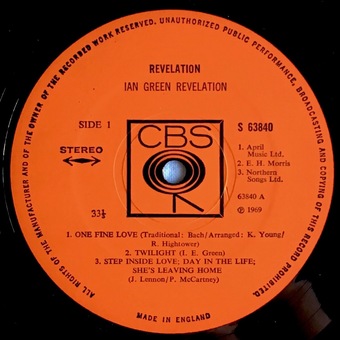 ALL RIGHTS OF THE MANUFACTURER AND OF THE OWNER OF THE RECORDED WORK RESERVED. UNAUTHORIZED PUBLIC PERFORMANCE, BROADCASTING AND COPYING OF THIS RECORD PROHIBITED.
REVELATION
IAN GREEN REVELATION
SIDE 1
CBS
S 63840
STEREO
1. April
Music Ltd.
2. E. H. Morris
3. Northern
Songs Ltd.
63840 A
33⅓
℗ 1969
1. ONE FINE LOVE (Traditional: Bach/Arranged: K. Young/
R. Hightower)
2. TWILIGHT (I. E. Green)
3. STEP INSIDE LOVE; DAY IN THE LIFE;
SHE'S LEAVING HOME
(J. Lennon/P. McCartney)
MADE IN ENGLAND